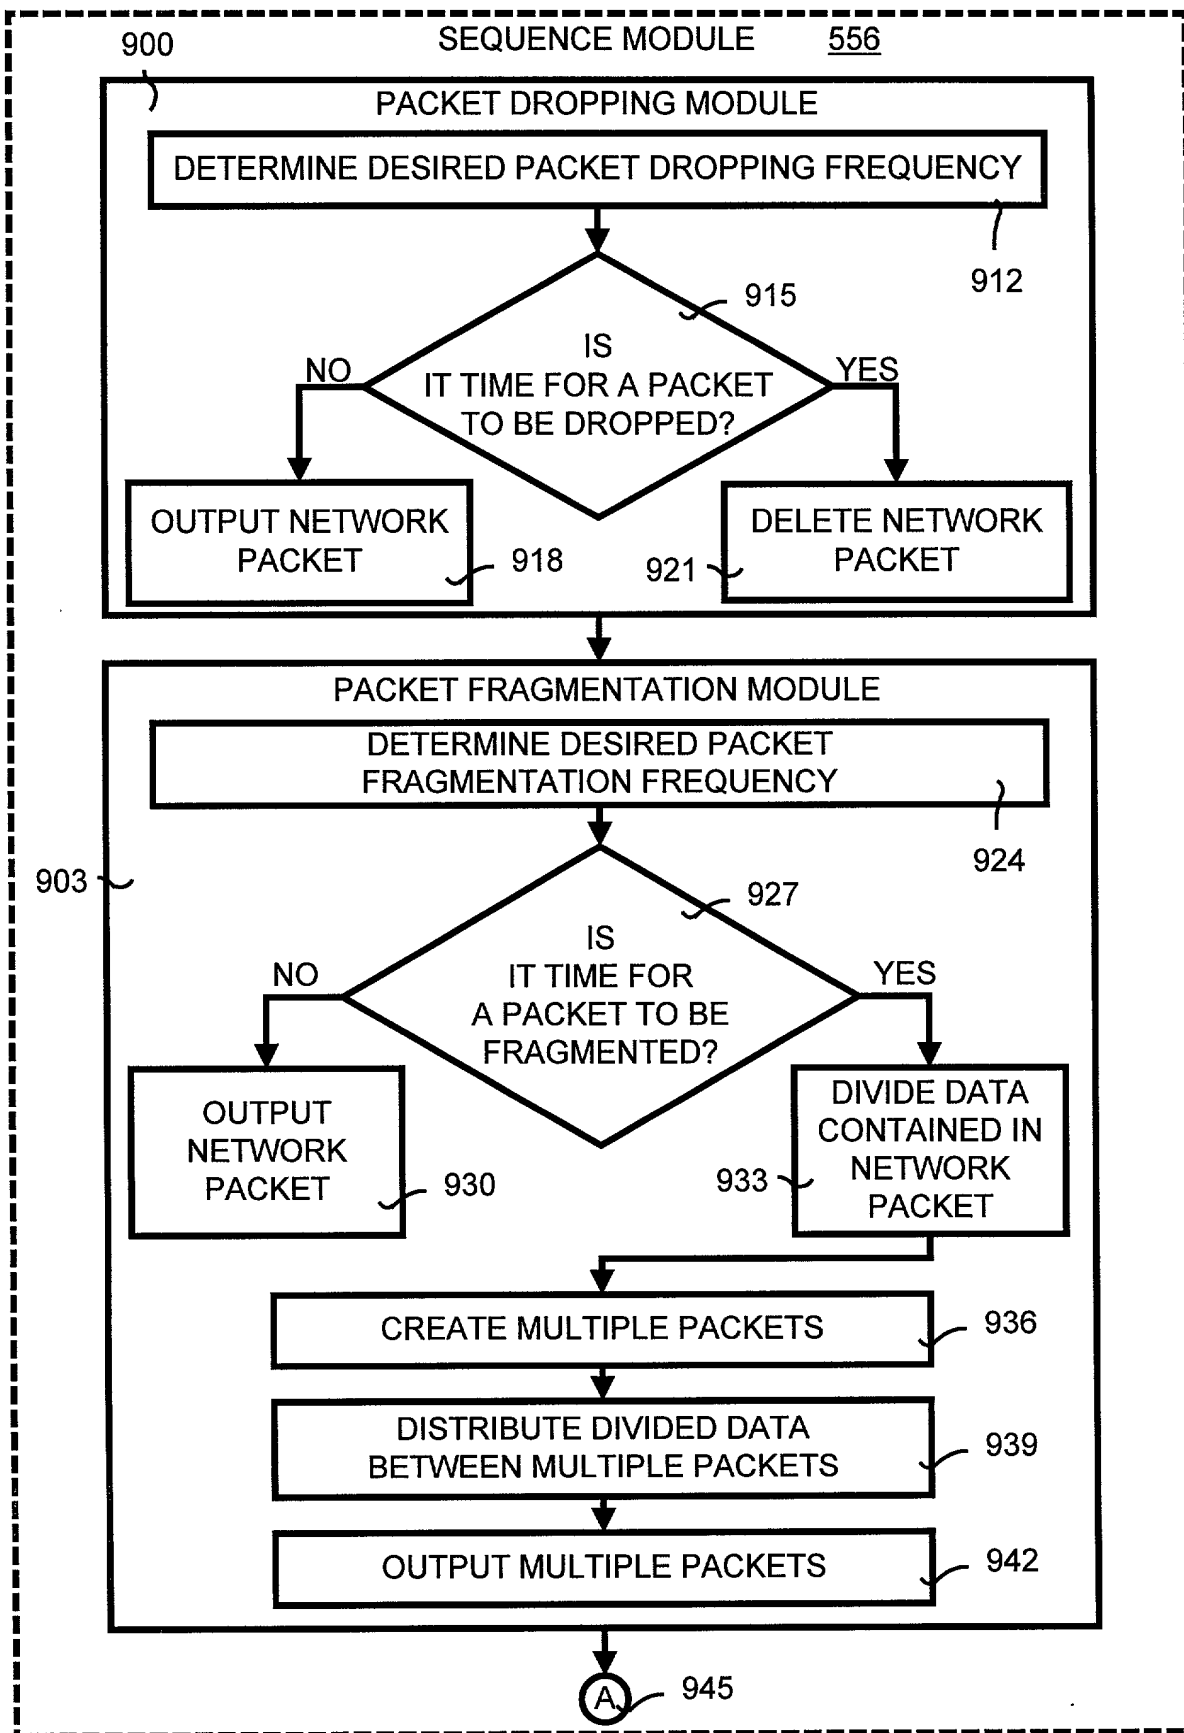 SEQUENCE MODULE 556
900
PACKET DROPPING MODULE
DETERMINE DESIRED PACKET DROPPING FREQUENCY
912
915
IS
IT TIME FOR A PACKET
TO BE DROPPED?
NO
YES
OUTPUT NETWORK
PACKET
918
DELETE NETWORK
PACKET
921
PACKET FRAGMENTATION MODULE
DETERMINE DESIRED PACKET
FRAGMENTATION FREQUENCY
924
903
927
IS
IT TIME FOR
A PACKET TO BE
FRAGMENTED?
NO
YES
OUTPUT
NETWORK
PACKET
930
DIVIDE DATA
CONTAINED IN
NETWORK
PACKET
933
CREATE MULTIPLE PACKETS
936
DISTRIBUTE DIVIDED DATA
BETWEEN MULTIPLE PACKETS
939
OUTPUT MULTIPLE PACKETS
942
A
945